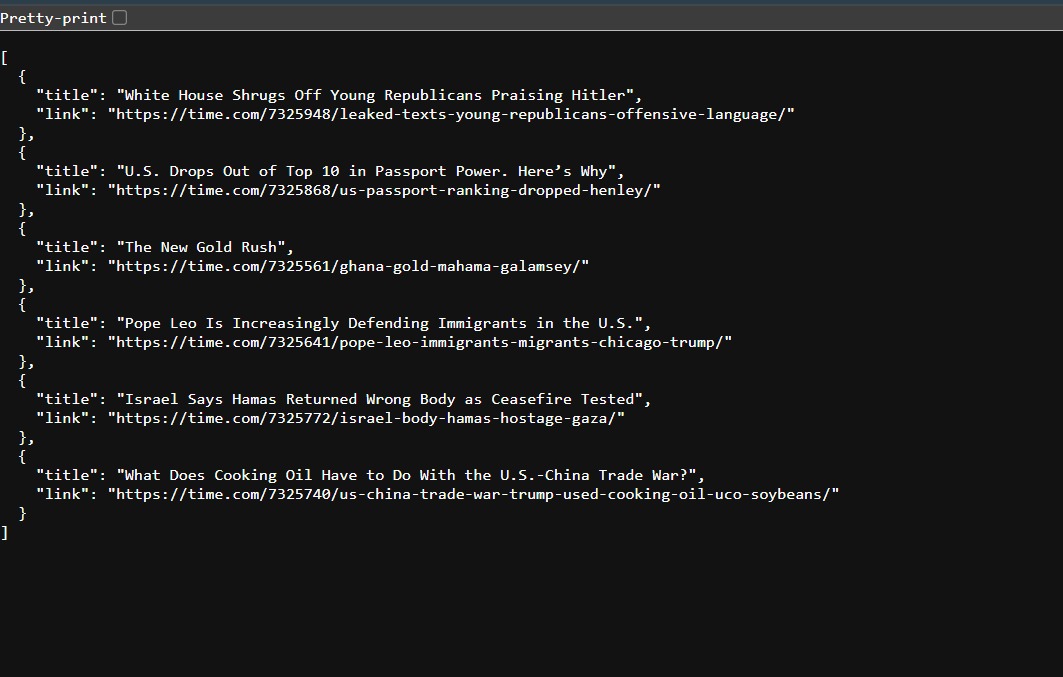 Pretty-print
[
  {
    "title": "White House Shrugs Off Young Republicans Praising Hitler",
    "link": "https://time.com/7325948/leaked-texts-young-republicans-offensive-language/"
  },
  {
    "title": "U.S. Drops Out of Top 10 in Passport Power. Here’s Why",
    "link": "https://time.com/7325868/us-passport-ranking-dropped-henley/"
  },
  {
    "title": "The New Gold Rush",
    "link": "https://time.com/7325561/ghana-gold-mahama-galamsey/"
  },
  {
    "title": "Pope Leo Is Increasingly Defending Immigrants in the U.S.",
    "link": "https://time.com/7325641/pope-leo-immigrants-migrants-chicago-trump/"
  },
  {
    "title": "Israel Says Hamas Returned Wrong Body as Ceasefire Tested",
    "link": "https://time.com/7325772/israel-body-hamas-hostage-gaza/"
  },
  {
    "title": "What Does Cooking Oil Have to Do With the U.S.-China Trade War?",
    "link": "https://time.com/7325740/us-china-trade-war-trump-used-cooking-oil-uco-soybeans/"
  }
]